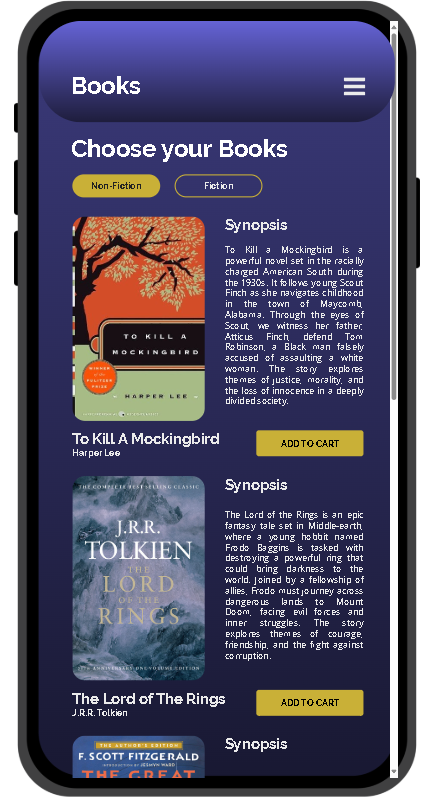 Books
Choose your Books
Non-Fiction
Fiction
TO KILL A
MOCKINGBIRD
WINNER
of the
PULITZER
PRIZE
HARPER LEE
Synopsis
To Kill a Mockingbird is a
powerful novel set in the racially
charged American South during
the 1930s. It follows young Scout
Finch as she navigates childhood
in the town of Maycomb,
Alabama. Through the eyes of
Scout, we witness her father,
Atticus Finch, defend Tom
Robinson, a Black man falsely
accused of assaulting a white
woman. The story explores
themes of justice, morality, and
the loss of innocence in a deeply
divided society.
To Kill A Mockingbird
Harper Lee
ADD TO CART
THE COMPLETE BEST-SELLING CLASSIC
J.R.R.
TOLKIEN
THE
LORD
OF THE
RINGS
50TH ANNIVERSARY ONE-VOLUME EDITION
Synopsis
The Lord of the Rings is an epic
fantasy tale set in Middle-earth,
where a young hobbit named
Frodo Baggins is tasked with
destroying a powerful ring that
could bring darkness to the
world. Joined by a fellowship of
allies, Frodo must journey across
dangerous lands to Mount
Doom, facing evil forces and
inner struggles. The story
explores themes of courage,
friendship, and the fight against
corruption.
The Lord of The Rings
J.R.R. Tolkien
ADD TO CART
THE AUTHOR'S EDITION
F. SCOTT FITZGERALD
INTRODUCTION BY JESMYN WARD
THE GREAT
Synopsis